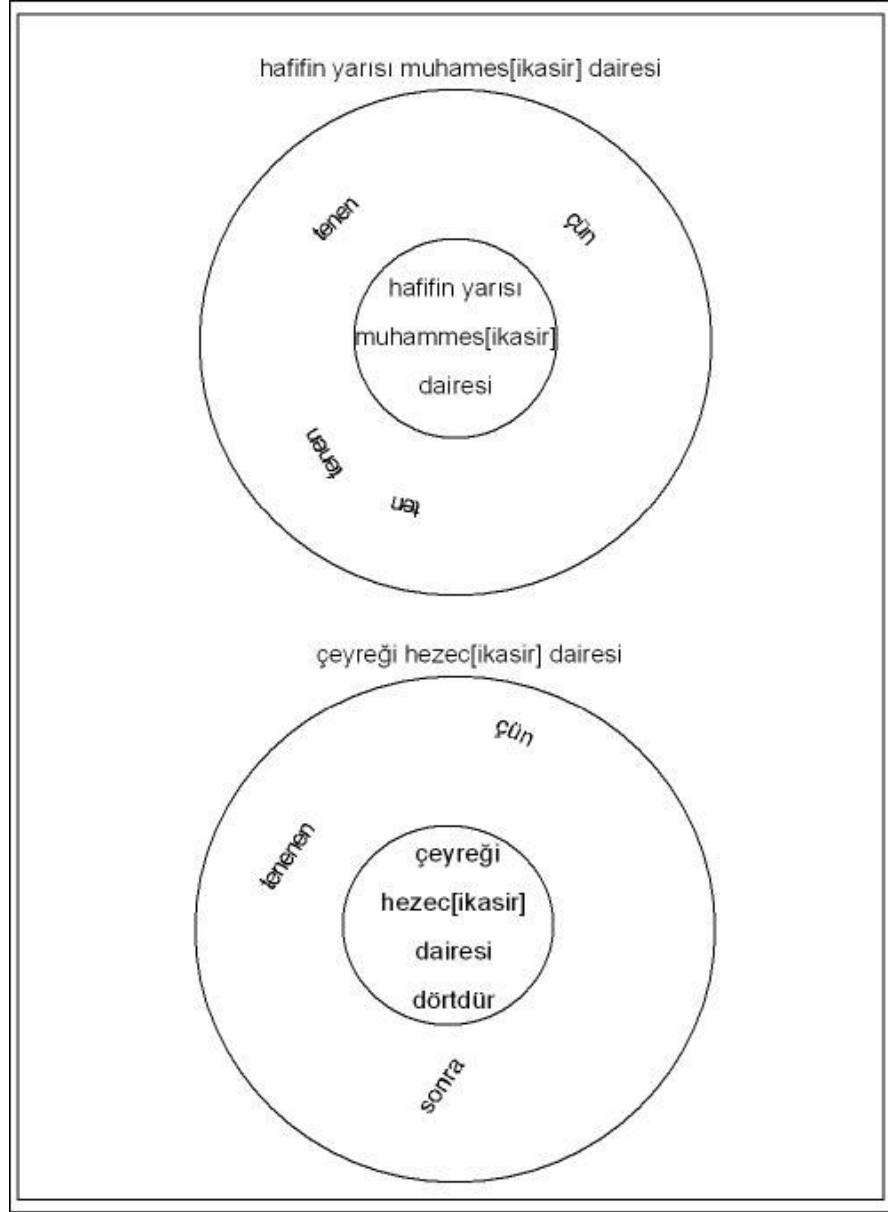 hafifin yarısı muhames[ikasir] dairesi
tenen
çün
hafifin yarısı
muhammes[ikasir]
dairesi
tenen
ten
çeyreği hezec[ikasir] dairesi
çün
tenenen
çeyreği
hezec[ikasir]
dairesi
dörtdür
sonra